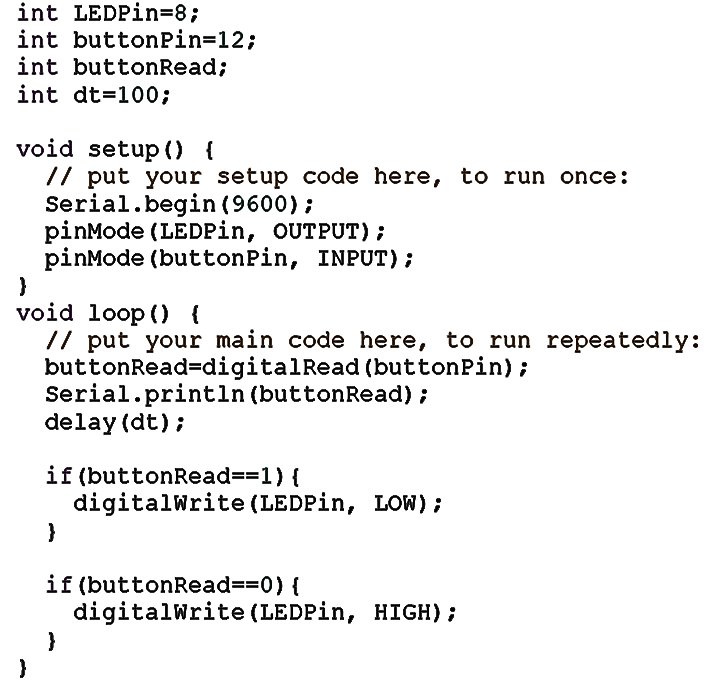 int LEDPin=8;
int buttonPin=12;
int buttonRead;
int dt=100;
void setup() {
// put your setup code here, to run once:
Serial.begin(9600);
pinMode(LEDPin, OUTPUT);
pinMode(buttonPin, INPUT);
}
void loop() {
// put your main code here, to run repeatedly:
buttonRead=digitalRead(buttonPin);
Serial.println(buttonRead);
delay(dt);
if(buttonRead==1){
digitalWrite(LEDPin, LOW);
}
if(buttonRead==0){
digitalWrite(LEDPin, HIGH);
}
}